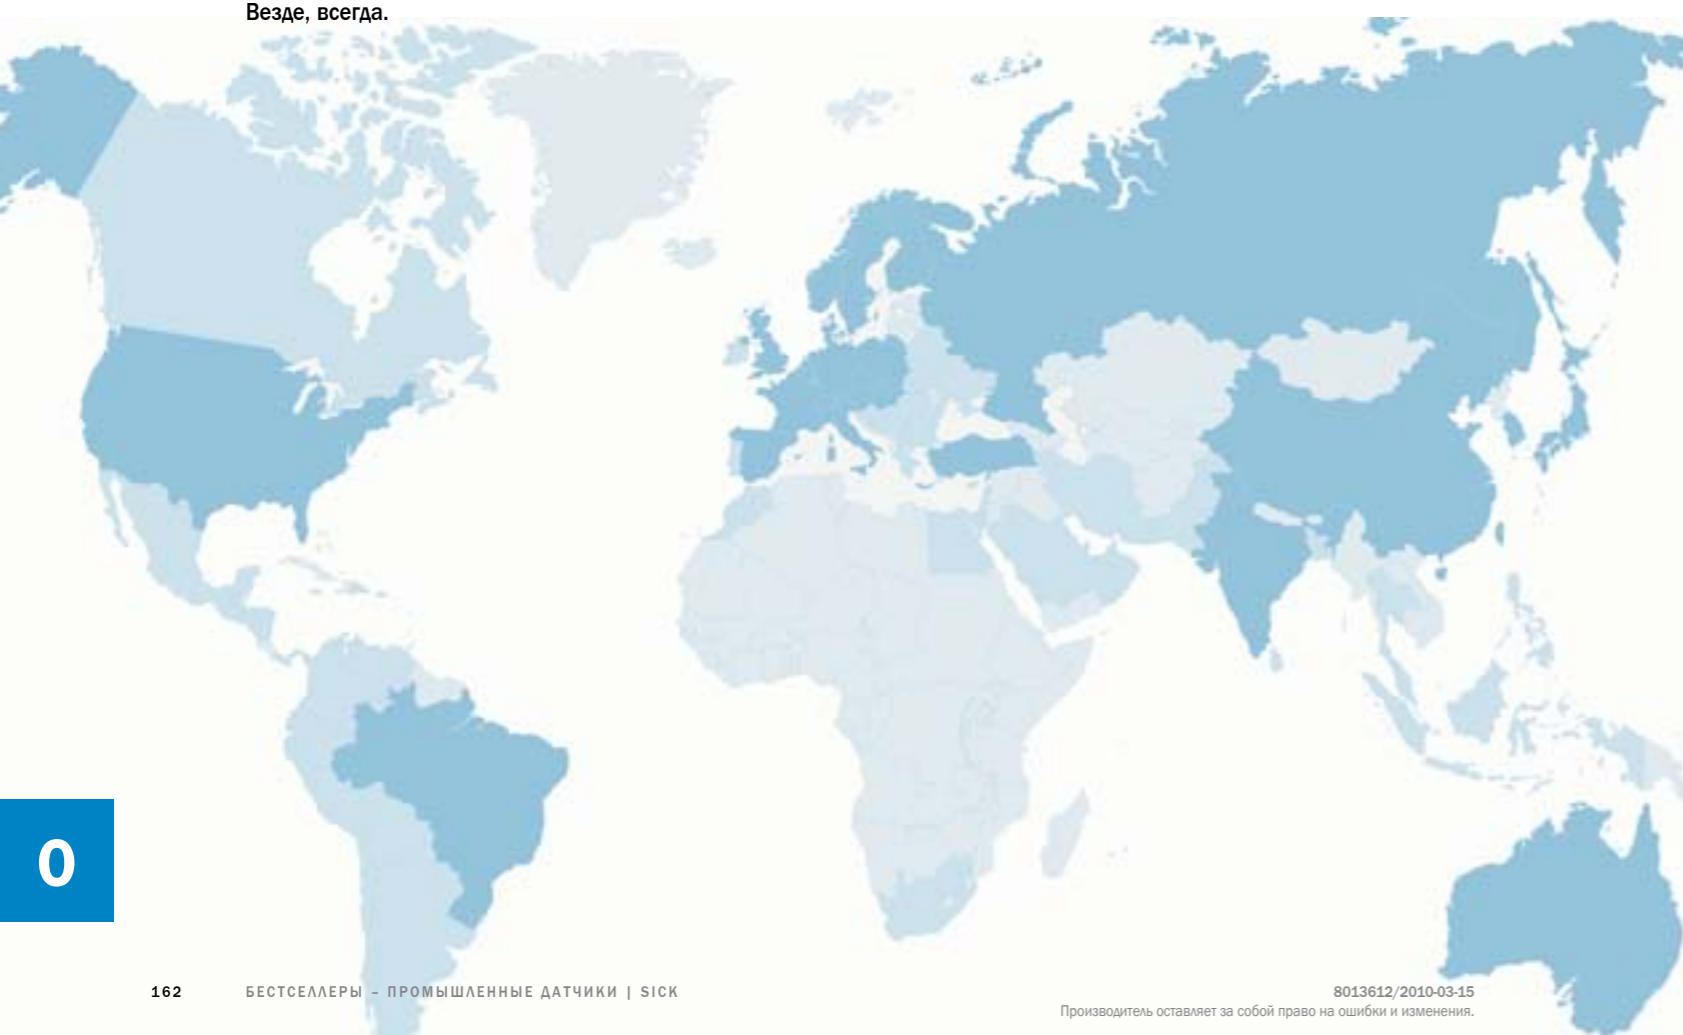 Везде, всегда.
0
162
БЕСТСЕЛЛЕРЫ – ПРОМЫШЛЕННЫЕ ДАТЧИКИ | SICK
8013612/2010-03-15
Производитель оставляет за собой право на ошибки и изменения.